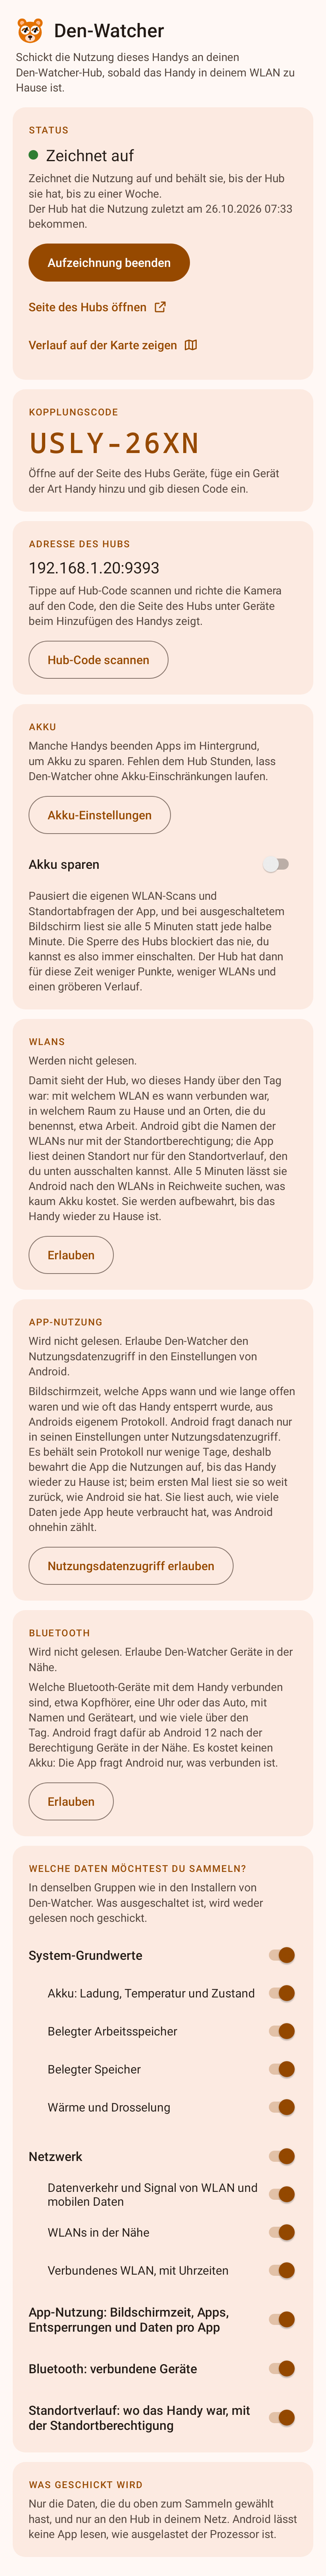 Den-Watcher
Schickt die Nutzung dieses Handys an deinen
Den-Watcher-Hub, sobald das Handy in deinem WLAN zu
Hause ist.
STATUS
Zeichnet auf
Zeichnet die Nutzung auf und behält sie, bis der Hub
sie hat, bis zu einer Woche.
Der Hub hat die Nutzung zuletzt am 26.10.2026 07:33
bekommen.
Aufzeichnung beenden
Seite des Hubs öffnen
Verlauf auf der Karte zeigen
KOPPLUNGSCODE
USLY-26XN
Öffne auf der Seite des Hubs Geräte, füge ein Gerät
der Art Handy hinzu und gib diesen Code ein.
ADRESSE DES HUBS
192.168.1.20:9393
Tippe auf Hub-Code scannen und richte die Kamera
auf den Code, den die Seite des Hubs unter Geräte
beim Hinzufügen des Handys zeigt.
Hub-Code scannen
AKKU
Manche Handys beenden Apps im Hintergrund,
um Akku zu sparen. Fehlen dem Hub Stunden, lass
Den-Watcher ohne Akku-Einschränkungen laufen.
Akku-Einstellungen
Akku sparen
Pausiert die eigenen WLAN-Scans und
Standortabfragen der App, und bei ausgeschaltetem
Bildschirm liest sie alle 5 Minuten statt jede halbe
Minute. Die Sperre des Hubs blockiert das nie, du
kannst es also immer einschalten. Der Hub hat dann
für diese Zeit weniger Punkte, weniger WLANs und
einen gröberen Verlauf.
WLANS
Werden nicht gelesen.
Damit sieht der Hub, wo dieses Handy über den Tag
war: mit welchem WLAN es wann verbunden war,
in welchem Raum zu Hause und an Orten, die du
benennst, etwa Arbeit. Android gibt die Namen der
WLANs nur mit der Standortberechtigung; die App
liest deinen Standort nur für den Standortverlauf, den
du unten ausschalten kannst. Alle 5 Minuten lässt sie
Android nach den WLANs in Reichweite suchen, was
kaum Akku kostet. Sie werden aufbewahrt, bis das
Handy wieder zu Hause ist.
Erlauben
APP-NUTZUNG
Wird nicht gelesen. Erlaube Den-Watcher den
Nutzungsdatenzugriff in den Einstellungen von
Android.
Bildschirmzeit, welche Apps wann und wie lange offen
waren und wie oft das Handy entsperrt wurde, aus
Androids eigenem Protokoll. Android fragt danach nur
in seinen Einstellungen unter Nutzungsdatenzugriff.
Es behält sein Protokoll nur wenige Tage, deshalb
bewahrt die App die Nutzungen auf, bis das Handy
wieder zu Hause ist; beim ersten Mal liest sie so weit
zurück, wie Android sie hat. Sie liest auch, wie viele
Daten jede App heute verbraucht hat, was Android
ohnehin zählt.
Nutzungsdatenzugriff erlauben
BLUETOOTH
Wird nicht gelesen. Erlaube Den-Watcher Geräte in der
Nähe.
Welche Bluetooth-Geräte mit dem Handy verbunden
sind, etwa Kopfhörer, eine Uhr oder das Auto, mit
Namen und Geräteart, und wie viele über den
Tag. Android fragt dafür ab Android 12 nach der
Berechtigung Geräte in der Nähe. Es kostet keinen
Akku: Die App fragt Android nur, was verbunden ist.
Erlauben
WELCHE DATEN MÖCHTEST DU SAMMELN?
In denselben Gruppen wie in den Installern von
Den-Watcher. Was ausgeschaltet ist, wird weder
gelesen noch geschickt.
System-Grundwerte
Akku: Ladung, Temperatur und Zustand
Belegter Arbeitsspeicher
Belegter Speicher
Wärme und Drosselung
Netzwerk
Datenverkehr und Signal von WLAN und
mobilen Daten
WLANs in der Nähe
Verbundenes WLAN, mit Uhrzeiten
App-Nutzung: Bildschirmzeit, Apps,
Entsperrungen und Daten pro App
Bluetooth: verbundene Geräte
Standortverlauf: wo das Handy war, mit
der Standortberechtigung
WAS GESCHICKT WIRD
Nur die Daten, die du oben zum Sammeln gewählt
hast, und nur an den Hub in deinem Netz. Android lässt
keine App lesen, wie ausgelastet der Prozessor ist.